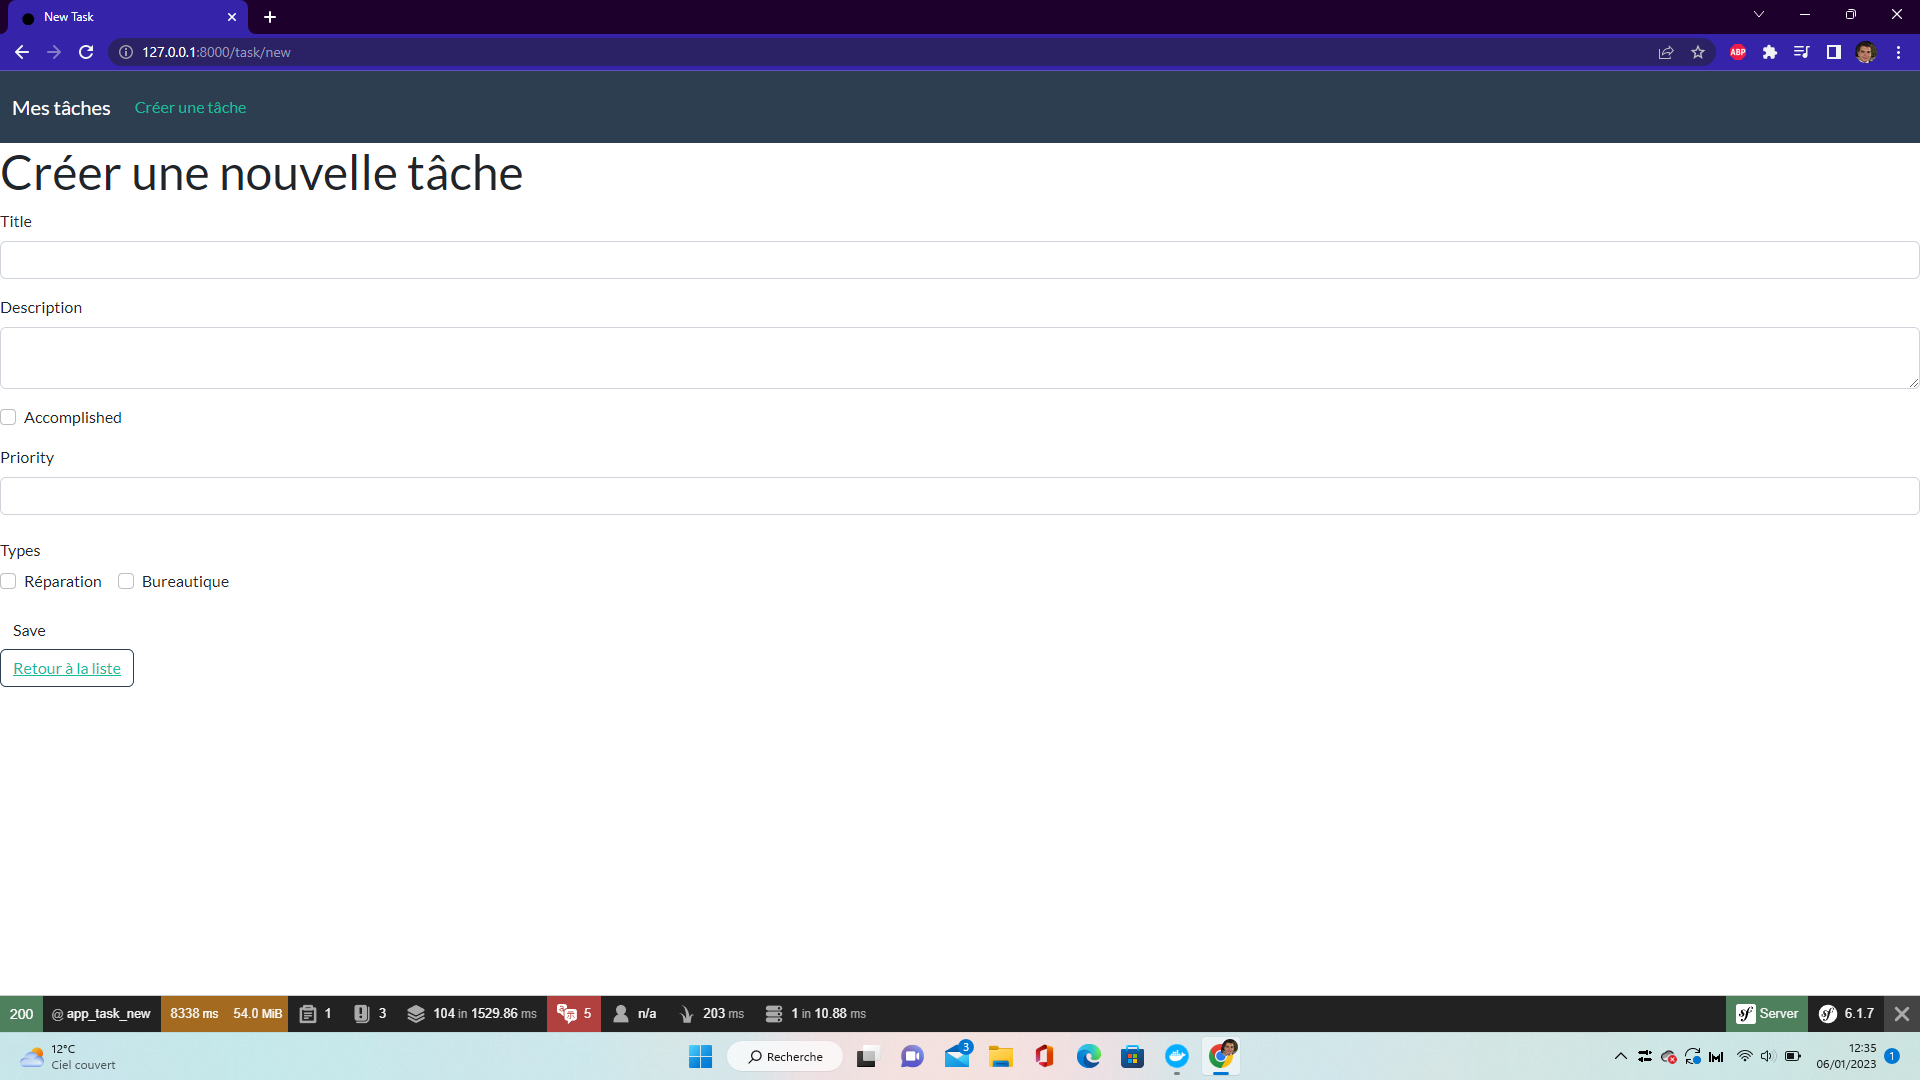 New Task
127.0.0.1:8000/task/new
ABP
Mes tâches Créer une tâche
Créer une nouvelle tâche
Title
Description
Accomplished
Priority
Types
Réparation Bureautique
Save
Retour à la liste
200 @ app_task_new 8338 ms 54.0 MiB 1 3 104 in 1529.86 ms 5 n/a 203 ms 1 in 10.88 ms Server 6.1.7
12°C
Ciel couvert
Recherche
3
12:35
06/01/2023
1